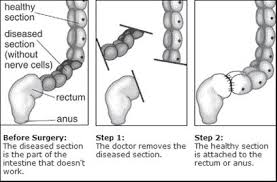 healthy
section
diseased
section
(without
nerve cells)
rectum
anus
Before Surgery:
The diseased section
is the part of the
intestine that doesn't
work.
Step 1:
The doctor removes the
diseased section.
Step 2:
The healthy section
is attached to the
rectum or anus.